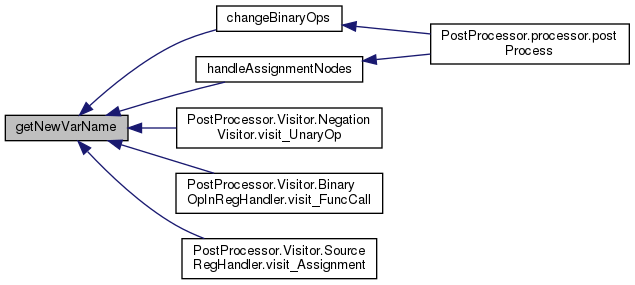 changeBinaryOps
PostProcessor.processor.post
Process
handleAssignmentNodes
getNewVarName
PostProcessor.Visitor.Negation
Visitor.visit_UnaryOp
PostProcessor.Visitor.Binary
OpInRegHandler.visit_FuncCall
PostProcessor.Visitor.Source
RegHandler.visit_Assignment